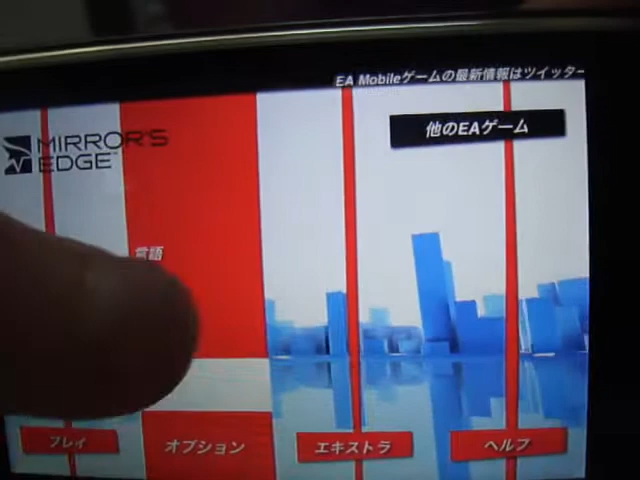 EA Mobileゲームの最新情報はツイッター
他のEAゲーム
MIRROR'S
EDGE™
言語
プレイ
オプション
エキストラ
ヘルプ